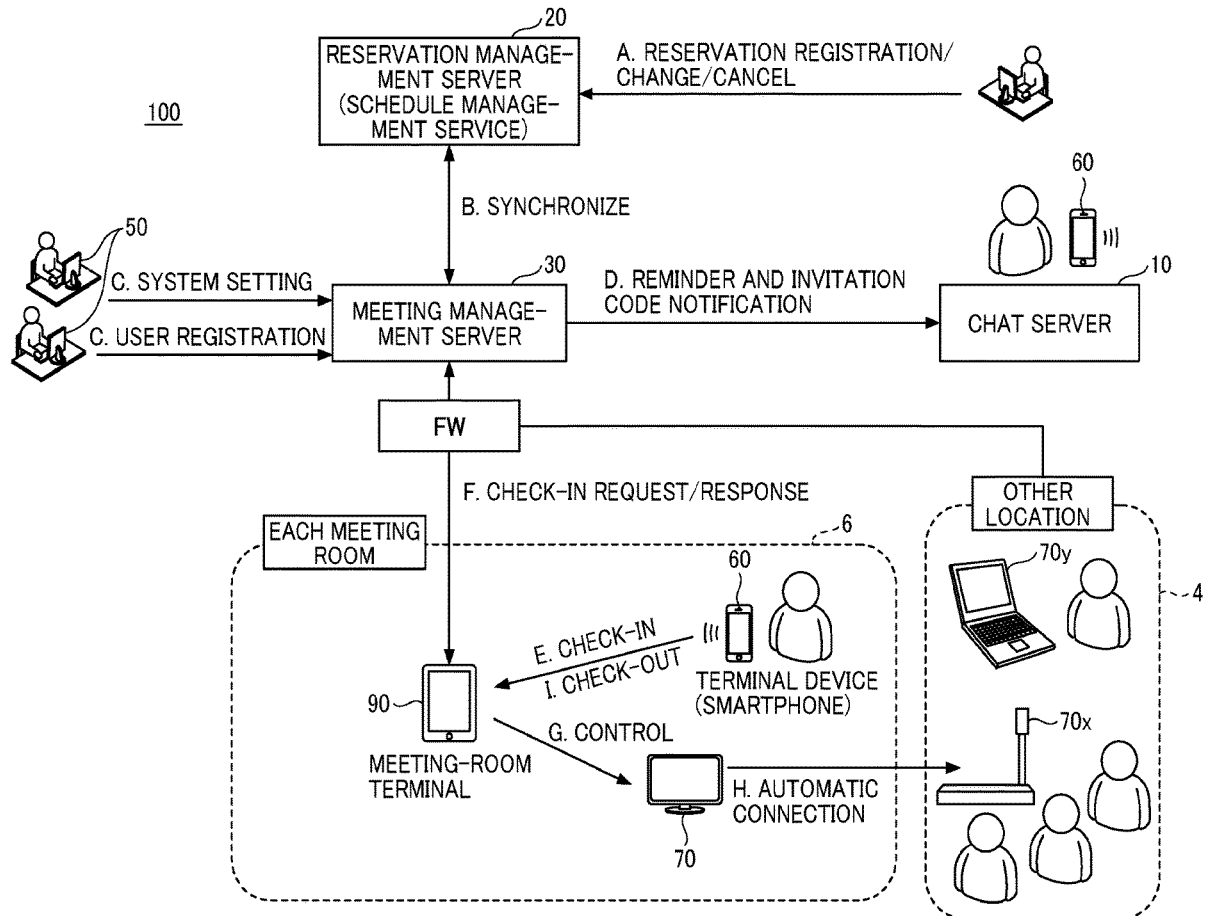 20
RESERVATION MANAGE-
MENT SERVER
(SCHEDULE MANAGE-
MENT SERVICE)
A. RESERVATION REGISTRATION/
CHANGE/CANCEL
100
B. SYNCHRONIZE
60
50
C. SYSTEM SETTING
C. USER REGISTRATION
30
MEETING MANAGE-
MENT SERVER
D. REMINDER AND INVITATION
CODE NOTIFICATION
10
CHAT SERVER
FW
F. CHECK-IN REQUEST/RESPONSE
EACH MEETING
ROOM
6
OTHER
LOCATION
4
60
E. CHECK-IN
I. CHECK-OUT
TERMINAL DEVICE
(SMARTPHONE)
90
MEETING-ROOM
TERMINAL
G. CONTROL
70
H. AUTOMATIC
CONNECTION
70y
70x